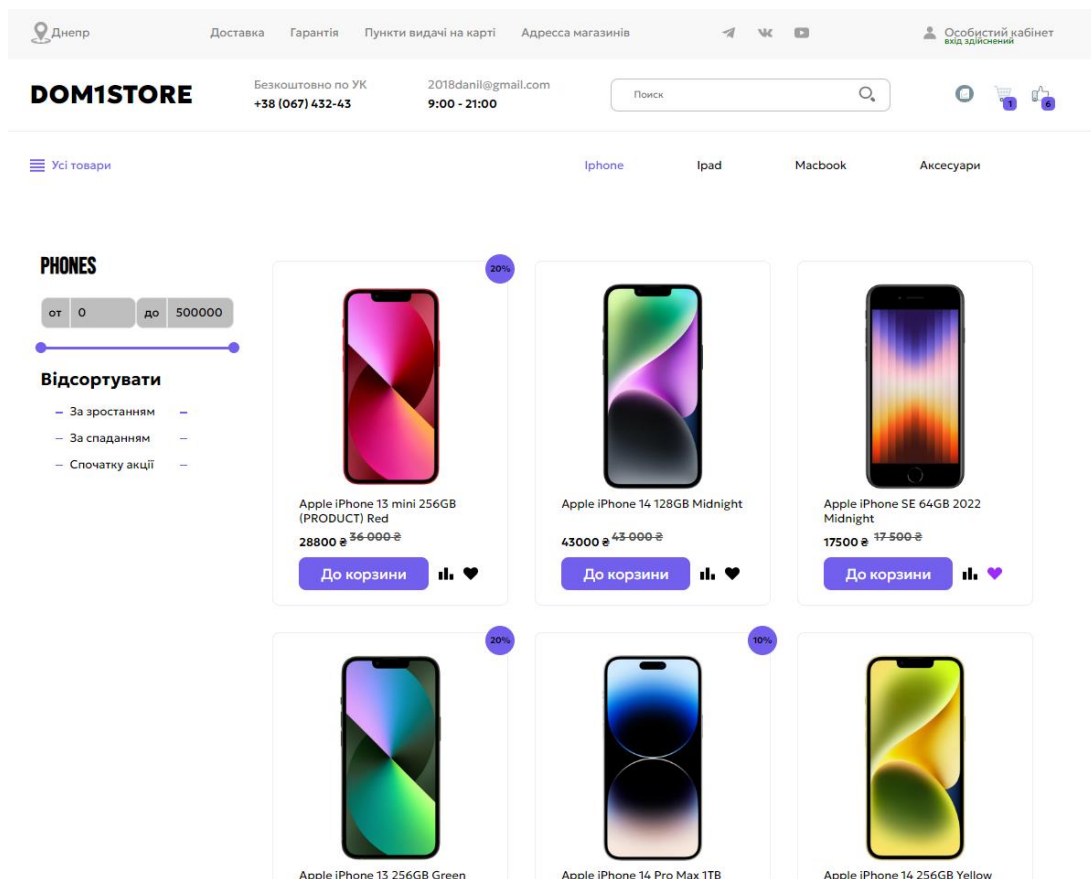 Днепр
Доставка
Гарантія
Пункти видачі на карті
Адресса магазинів
Особистий кабінет
вхід здійснений
DOM1STORE
Безкоштовно по УК
+38 (067) 432-43
2018danil@gmail.com
9:00 - 21:00
Поиск
1
6
Усі товари
Iphone
Ipad
Macbook
Аксесуари
PHONES
от 0
до 500000
Відсортувати
За зростанням
За спаданням
Спочатку акції
20%
Apple iPhone 13 mini 256GB
(PRODUCT) Red
28800 ₴ 36 000 ₴
До корзини
Apple iPhone 14 128GB Midnight
43000 ₴ 43 000 ₴
До корзини
Apple iPhone SE 64GB 2022
Midnight
17500 ₴ 17 500 ₴
До корзини
20%
Apple iPhone 13 256GB Green
10%
Apple iPhone 14 Pro Max 1TB
Apple iPhone 14 256GB Yellow